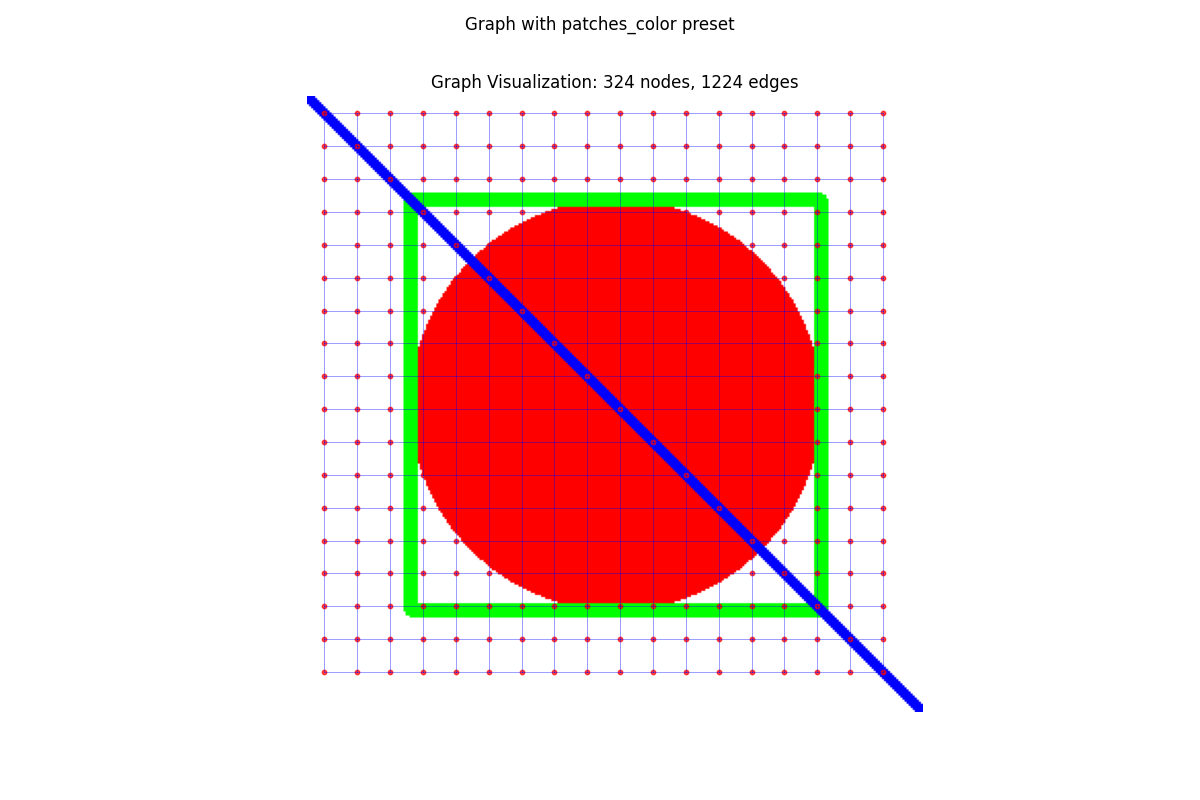 Graph with patches_color preset
Graph Visualization: 324 nodes, 1224 edges